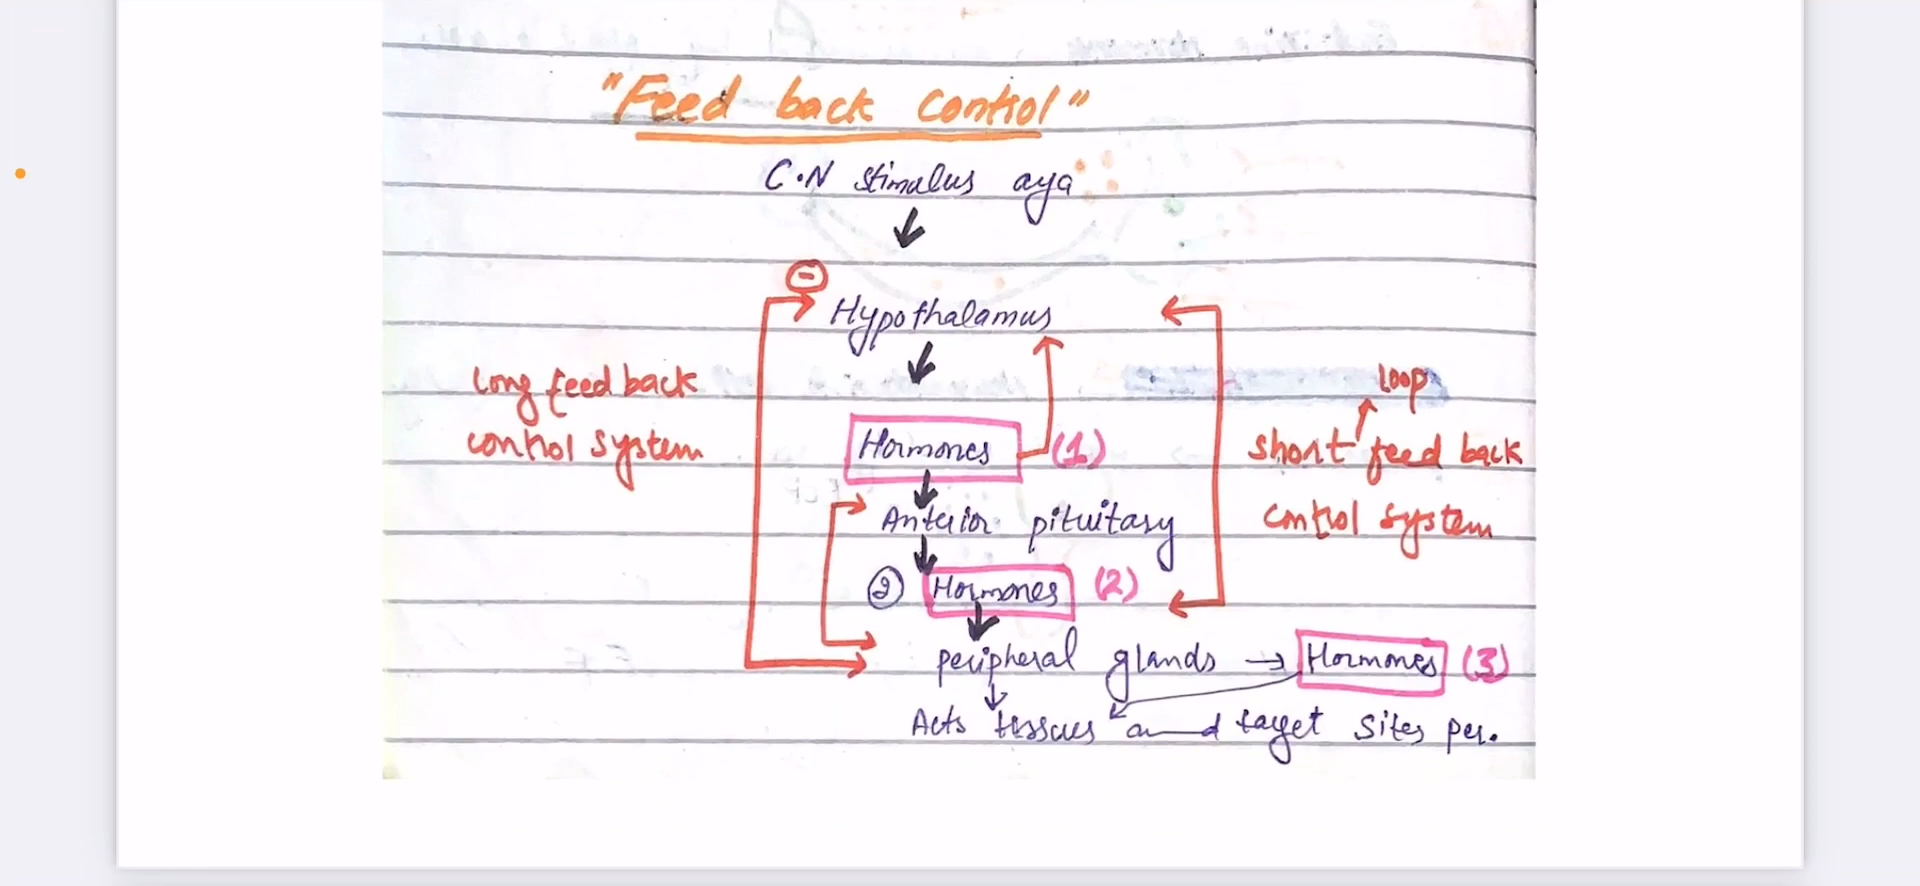 "Feed back control"
C.N stimulus aya
⊖
Hypothalamus
Long feed back
control system
loop
short feed back
control system
Hormones (1)
Anterior pituitary
② Hormones (2)
peripheral glands → Hormones (3)
Acts tissues and target sites per.